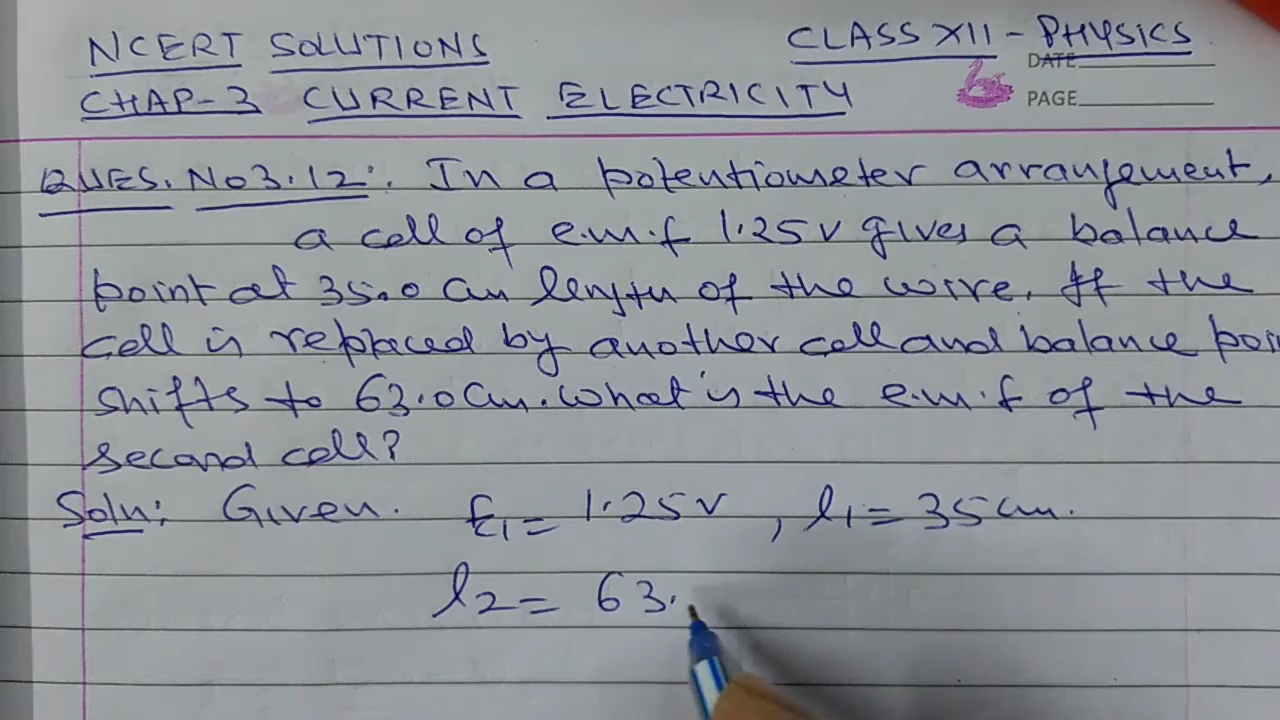 NCERT SOLUTIONS
CLASS XII - PHYSICS
DATE
CHAP-3 CURRENT ELECTRICITY
PAGE
QUES. No 3.12: In a potentiometer arrangement,
a cell of e.m.f 1.25v gives a balance
point at 35.0 cm length of the wire. If the
cell is replaced by another cell and balance poin
shifts to 63.0cm. what is the e.m.f of the
second cell?
Soln: Given. E1 = 1.25v , l1 = 35cm.
l2 = 63.